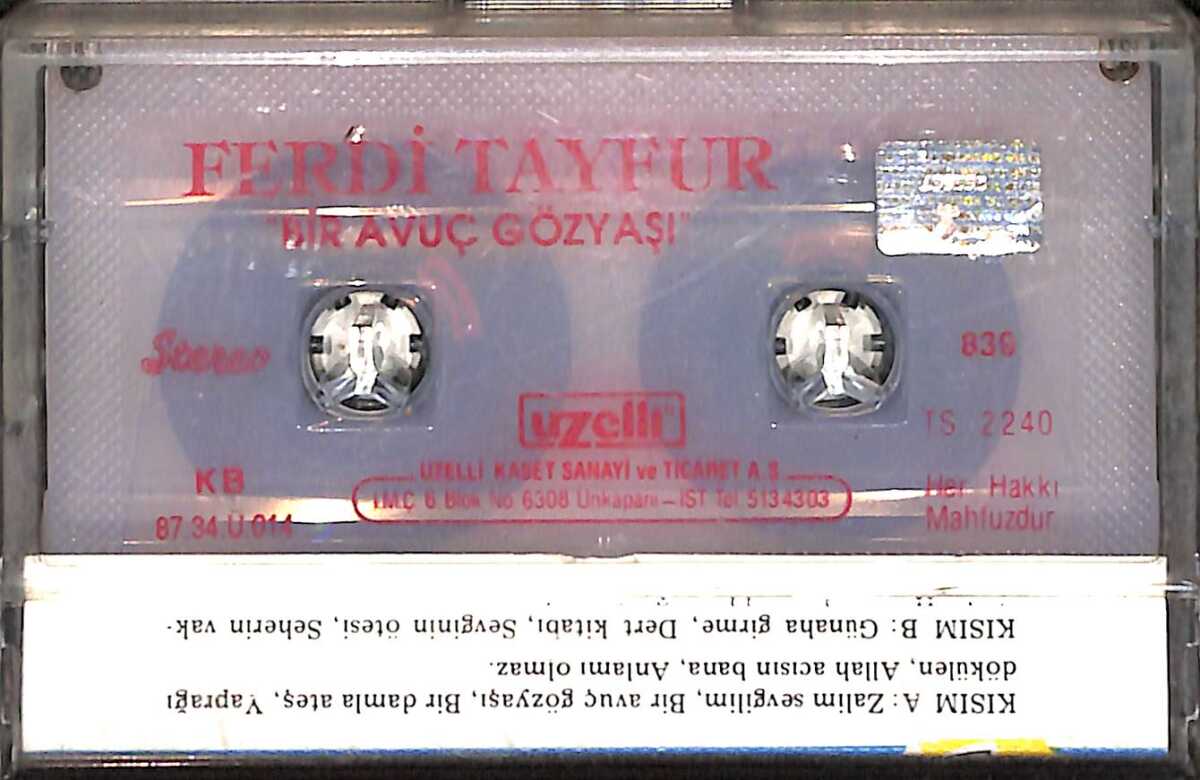 FERDİ TAYFUR
"BİR AVUÇ GÖZYAŞI"
Stereo
839
uzelli
TS 2240
UZELLİ KASET SANAYİ ve TİCARET A.Ş.
İ.M.Ç 6. Blok No 6308 Unkapanı – İST Tel 5134303
KB
87.34.Ü.014
Her Hakkı
Mahfuzdur
KISIM A: Zalim sevgilim, Bir avuç gözyaşı, Bir damla ateş, Yaprağı
dökülen, Allah acısın bana, Anlamı olmaz.
KISIM B: Günaha girme, Dert kitabı, Sevginin ötesi, Seherin vak-